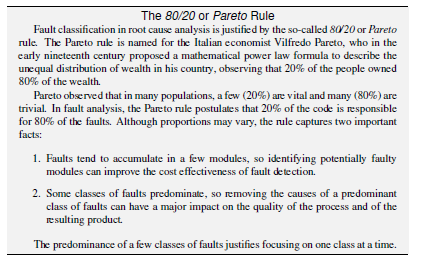 The 80/20 or Pareto Rule
Fault classification in root cause analysis is justified by the so-called 80/20 or Pareto
rule. The Pareto rule is named for the Italian economist Vilfredo Pareto, who in the
early nineteenth century proposed a mathematical power law formula to describe the
unequal distribution of wealth in his country, observing that 20% of the people owned
80% of the wealth.
Pareto observed that in many populations, a few (20%) are vital and many (80%) are
trivial. In fault analysis, the Pareto rule postulates that 20% of the code is responsible
for 80% of the faults. Although proportions may vary, the rule captures two important
facts:
1. Faults tend to accumulate in a few modules, so identifying potentially faulty
modules can improve the cost effectiveness of fault detection.
2. Some classes of faults predominate, so removing the causes of a predominant
class of faults can have a major impact on the quality of the process and of the
resulting product.
The predominance of a few classes of faults justifies focusing on one class at a time.